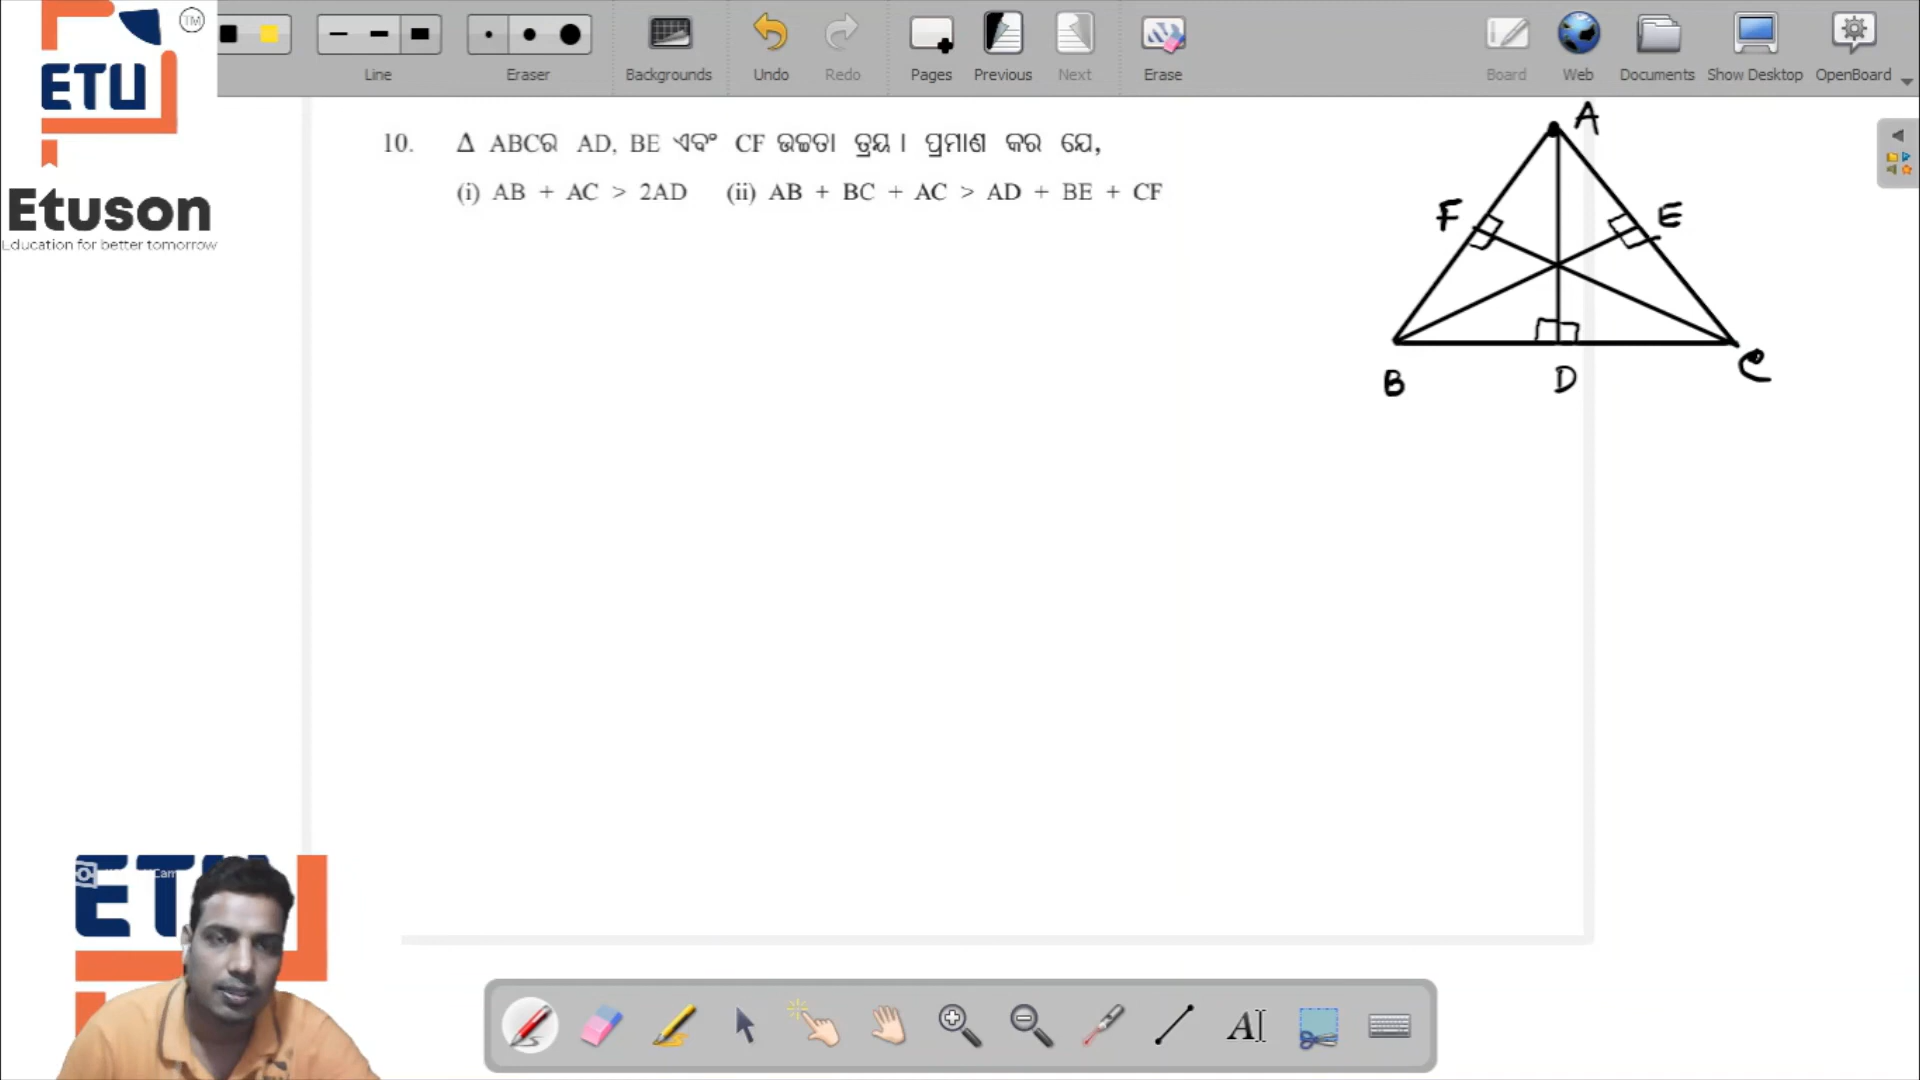 TM
ETU
Etuson
Education for better tomorrow
Line
Eraser
Backgrounds
Undo
Redo
Pages
Previous
Next
Erase
Board
Web
Documents
Show Desktop
OpenBoard
10. Δ ABCର AD, BE ଏବଂ CF ଉଚ୍ଚତା ତ୍ରୟ । ପ୍ରମାଣ କର ଯେ,
(i) AB + AC > 2AD (ii) AB + BC + AC > AD + BE + CF
A
F
E
B
D
C
ETU